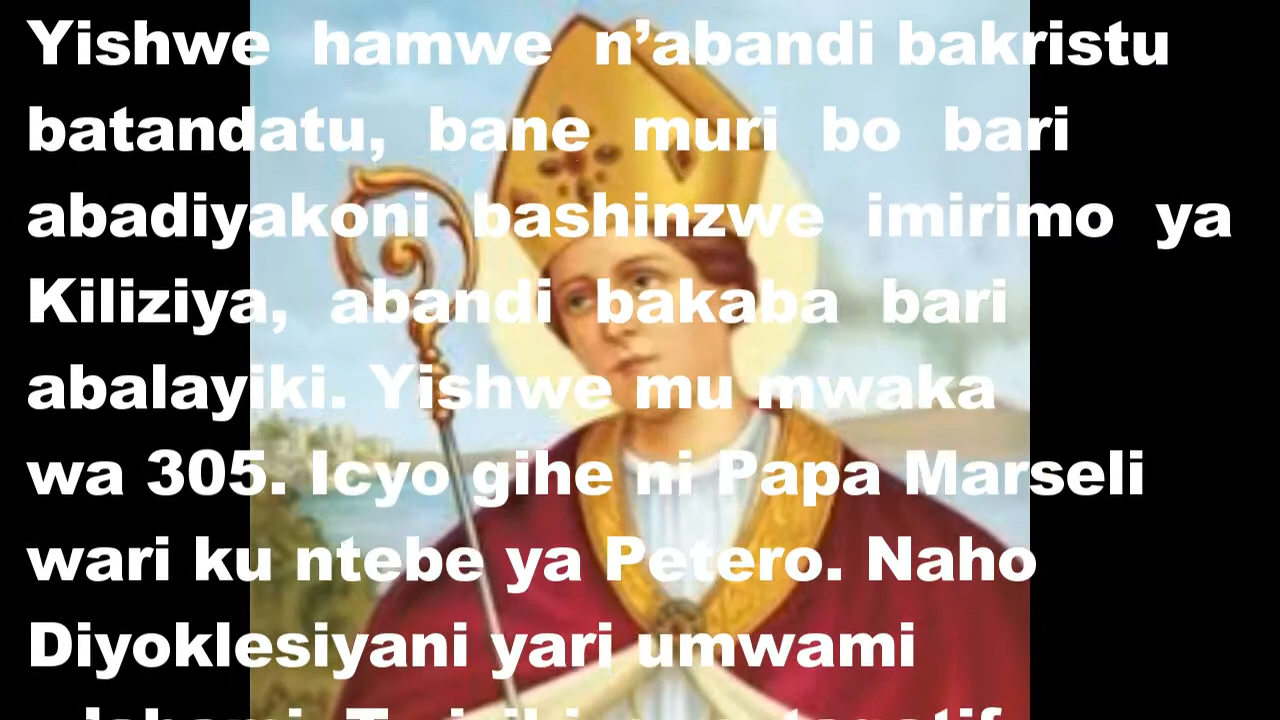 Yishwe hamwe n’abandi bakristu
batandatu, bane muri bo bari
abadiyakoni bashinzwe imirimo ya
Kiliziya, abandi bakaba bari
abalayiki. Yishwe mu mwaka
wa 305. Icyo gihe ni Papa Marseli
wari ku ntebe ya Petero. Naho
Diyoklesiyani yari umwami